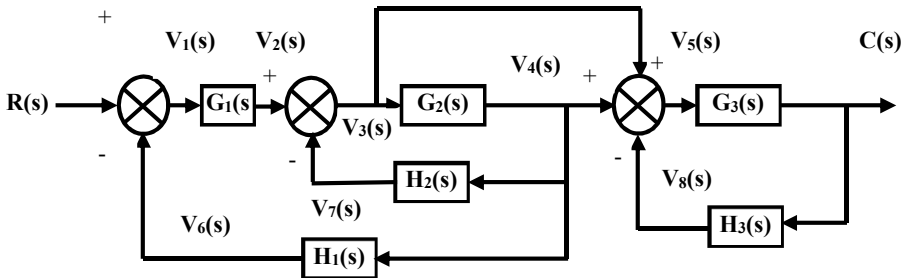 +
V₁(s) V₂(s) V₅(s) C(s)
V₄(s)
+ + +
R(s) G₁(s G₂(s) G₃(s)
V₃(s)
- - -
H₂(s) V₈(s)
V₇(s)
V₆(s) H₃(s)
H₁(s)